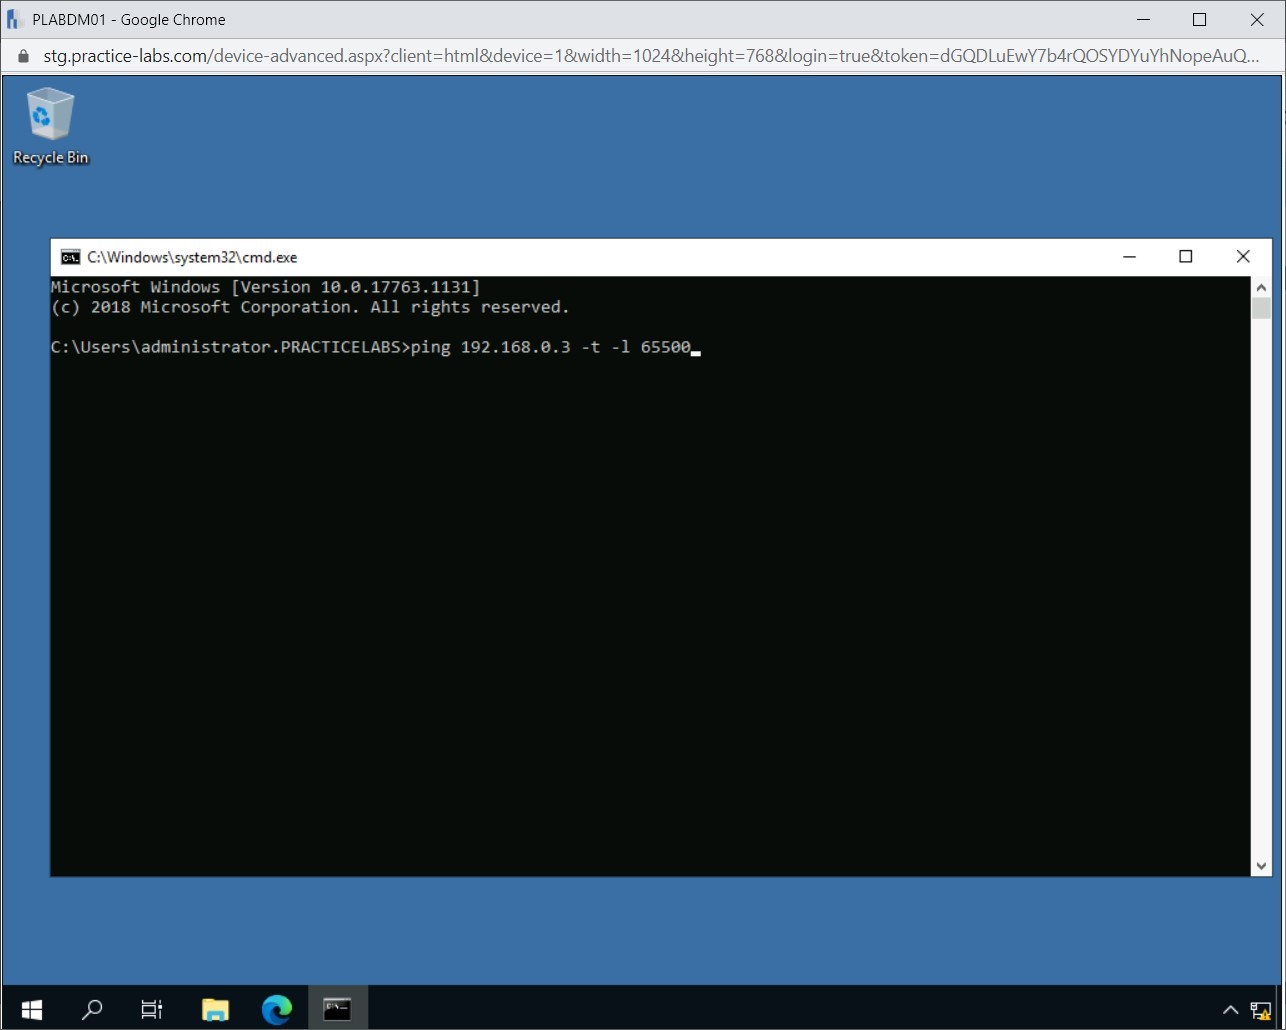 PLABDM01 - Google Chrome
stg.practice-labs.com/device-advanced.aspx?client=html&device=1&width=1024&height=768&login=true&token=dGQDLuEwY7b4rQOSYDYuYhNopeAuQ...
Recycle Bin
C:\Windows\system32\cmd.exe
Microsoft Windows [Version 10.0.17763.1131]
(c) 2018 Microsoft Corporation. All rights reserved.
C:\Users\administrator.PRACTICELABS>ping 192.168.0.3 -t -l 65500